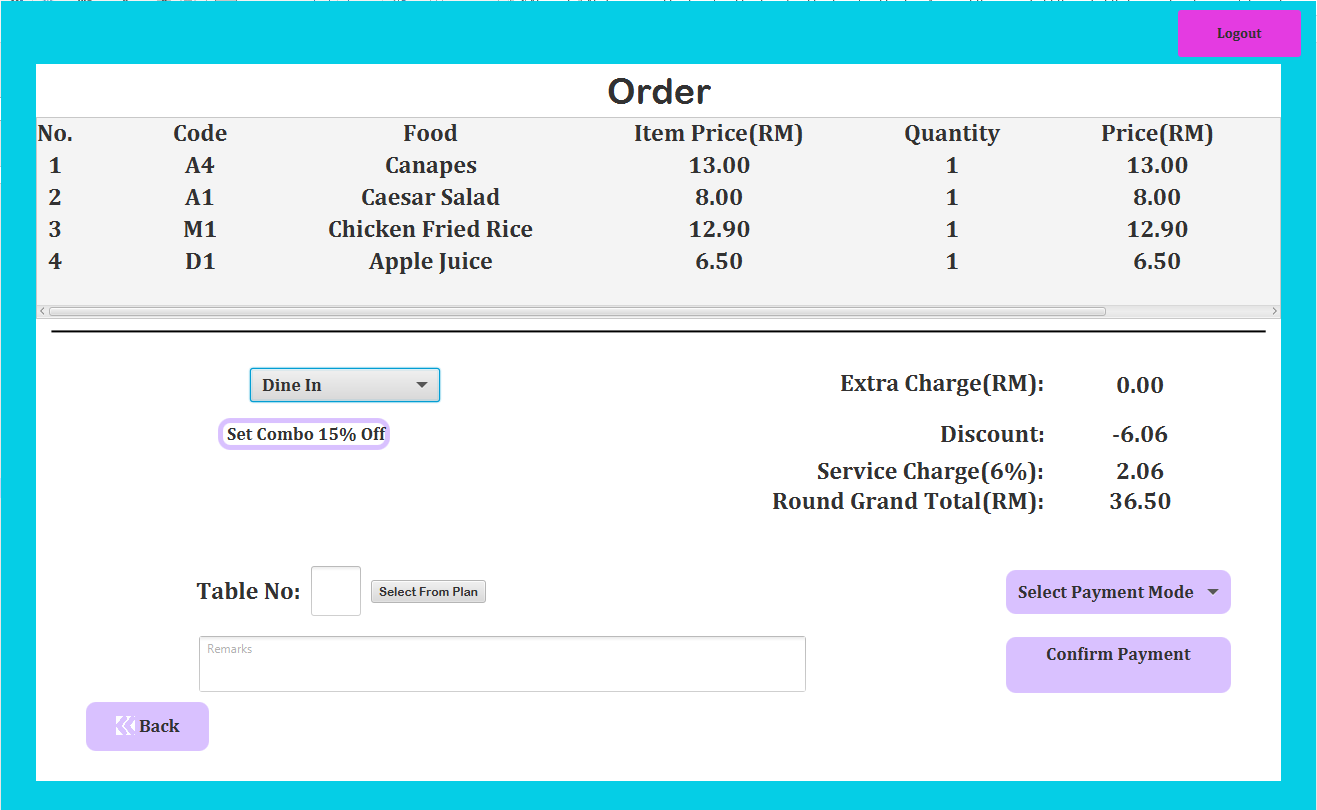 Logout
Order
No. Code Food Item Price(RM) Quantity Price(RM)
1 A4 Canapes 13.00 1 13.00
2 A1 Caesar Salad 8.00 1 8.00
3 M1 Chicken Fried Rice 12.90 1 12.90
4 D1 Apple Juice 6.50 1 6.50
Dine In
Extra Charge(RM): 0.00
Set Combo 15% Off
Discount: -6.06
Service Charge(6%): 2.06
Round Grand Total(RM): 36.50
Table No: Select From Plan
Select Payment Mode
Remarks
Confirm Payment
Back